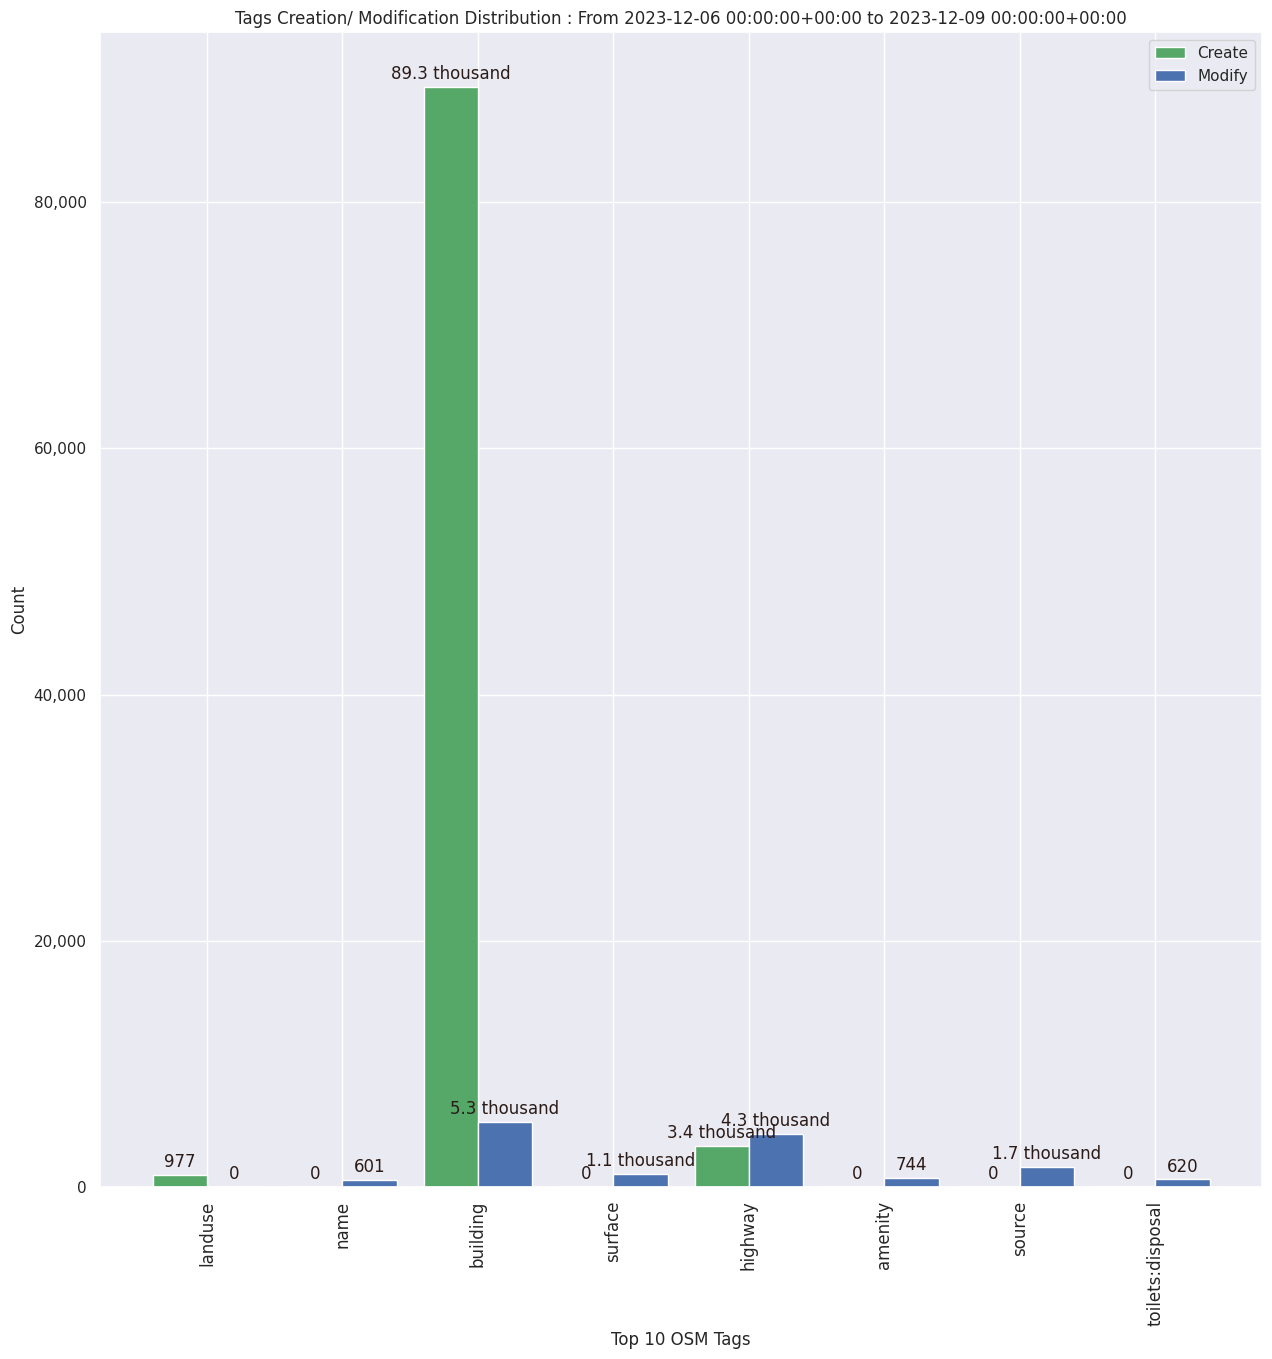 Tags Creation/ Modification Distribution : From 2023-12-06 00:00:00+00:00 to 2023-12-09 00:00:00+00:00
Create
Modify
89.3 thousand
80,000
60,000
Count
40,000
20,000
5.3 thousand
4.3 thousand
3.4 thousand
1.1 thousand
1.7 thousand
977
0
0
601
0
0
744
0
0
620
0
landuse
name
building
surface
highway
amenity
source
toilets:disposal
Top 10 OSM Tags